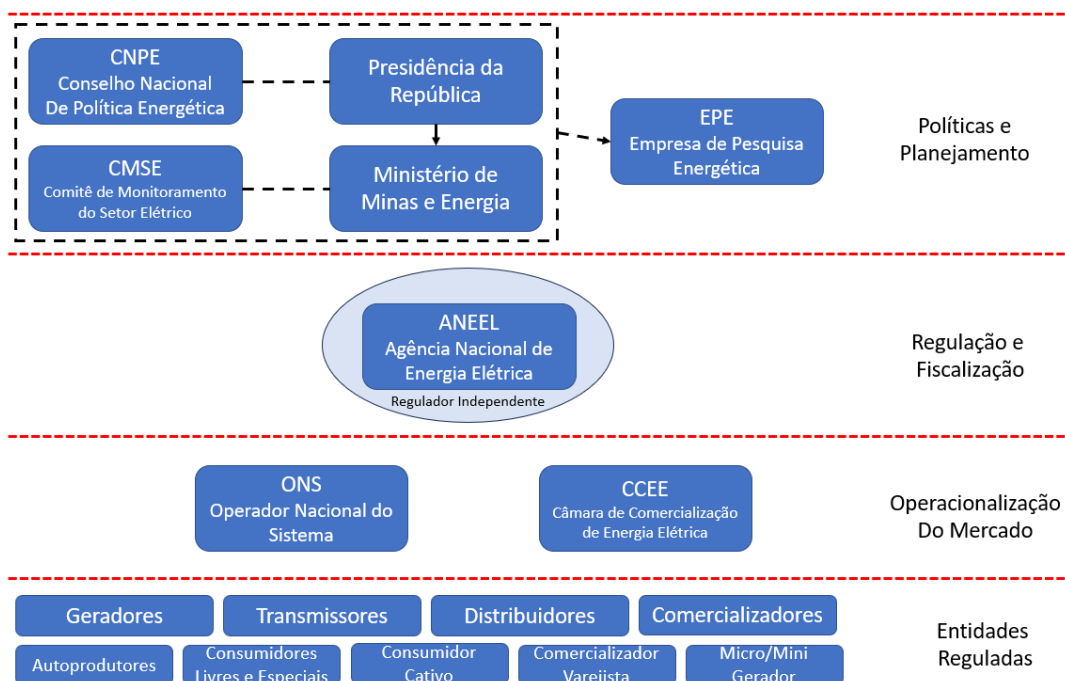 CNPE
Conselho Nacional
De Política Energética
Presidência da
República
CMSE
Comitê de Monitoramento
do Setor Elétrico
Ministério de
Minas e Energia
EPE
Empresa de Pesquisa
Energética
Políticas e
Planejamento
ANEEL
Agência Nacional de
Energia Elétrica
Regulador Independente
Regulação e
Fiscalização
ONS
Operador Nacional do
Sistema
CCEE
Câmara de Comercialização
de Energia Elétrica
Operacionalização
Do Mercado
Geradores
Transmissores
Distribuidores
Comercializadores
Autoprodutores
Consumidores
Livres e Especiais
Consumidor
Cativo
Comercializador
Varejista
Micro/Mini
Gerador
Entidades
Reguladas